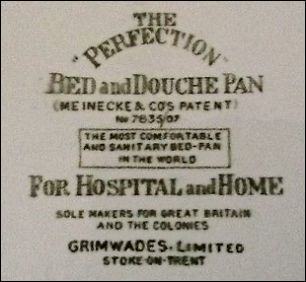 THE
"PERFECTION"
BED and DOUCHE PAN
(MEINECKE & CO'S PATENT)
No 7835/07
THE MOST COMFORTABLE
AND SANITARY BED-PAN
IN THE WORLD
FOR HOSPITAL and HOME
SOLE MAKERS FOR GREAT BRITAIN
AND THE COLONIES
GRIMWADES. LIMITED
STOKE-ON-TRENT